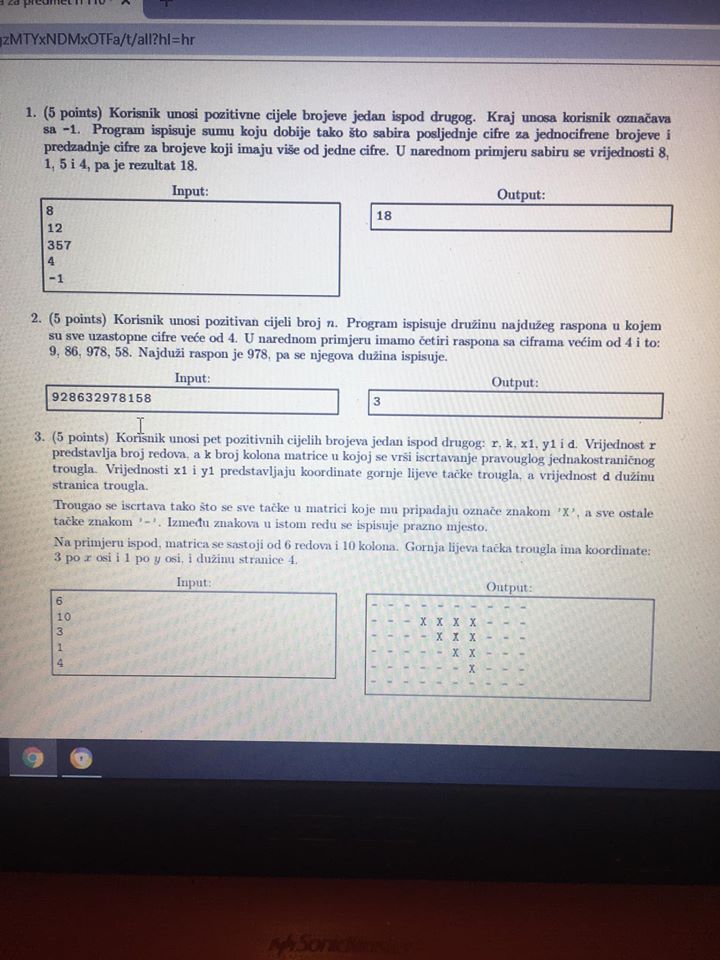 za predmet
zMTYxNDMxOTFa/t/all?hl=hr
1. (5 points) Korisnik unosi pozitivne cijele brojeve jedan ispod drugog. Kraj unosa korisnik označava
sa -1. Program ispisuje sumu koju dobije tako što sabira posljednje cifre za jednocifrene brojeve i
predzadnje cifre za brojeve koji imaju više od jedne cifre. U narednom primjeru sabiru se vrijednosti 8,
1, 5 i 4, pa je rezultat 18.
Input:
8
12
357
4
-1
Output:
18
2. (5 points) Korisnik unosi pozitivan cijeli broj n. Program ispisuje družinu najdužeg raspona u kojem
su sve uzastopne cifre veće od 4. U narednom primjeru imamo četiri raspona sa ciframa većim od 4 i to:
9, 86, 978, 58. Najduži raspon je 978, pa se njegova dužina ispisuje.
Input:
928632978158
Output:
3
3. (5 points) Korisnik unosi pet pozitivnih cijelih brojeva jedan ispod drugog: r, k, x1, y1 i d. Vrijednost r
predstavlja broj redova, a k broj kolona matrice u kojoj se vrši iscrtavanje pravouglog jednakostraničnog
trougla. Vrijednosti x1 i y1 predstavljaju koordinate gornje lijeve tačke trougla, a vrijednost d dužinu
stranica trougla.
Trougao se iscrtava tako što se sve tačke u matrici koje mu pripadaju označe znakom 'X', a sve ostale
tačke znakom '-'. Između znakova u istom redu se ispisuje prazno mjesto.
Na primjeru ispod, matrica se sastoji od 6 redova i 10 kolona. Gornja lijeva tačka trougla ima koordinate:
3 po x osi i 1 po y osi, i dužinu stranice 4.
Input:
6
10
3
1
4
Output:
- - - - - - - - - -
- - - X X X X - - -
- - - - X X X - - -
- - - - - X X - - -
- - - - - - X - - -
- - - - - - - - - -